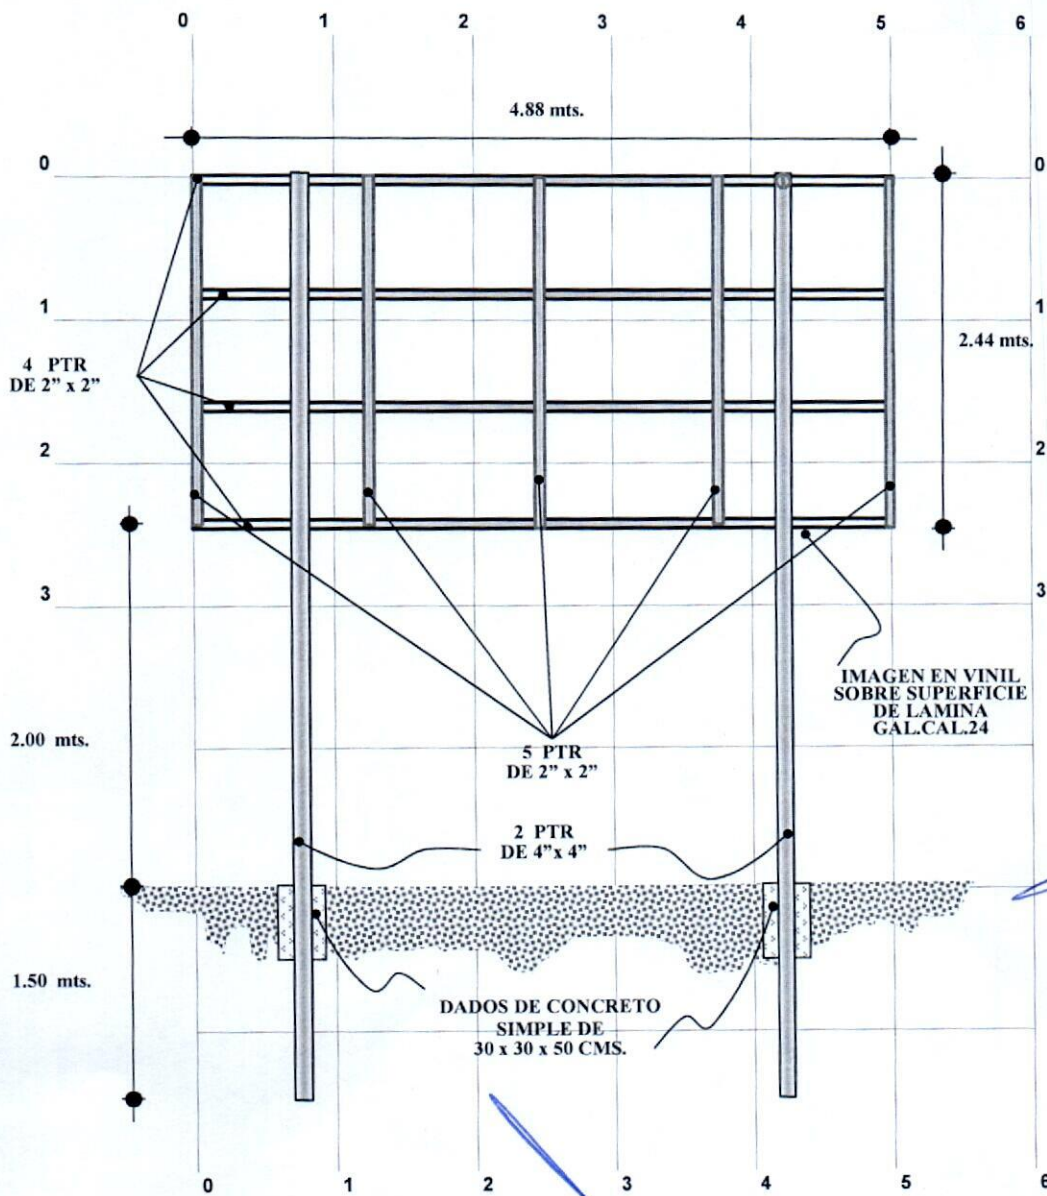 0 1 2 3 4 5 6
4.88 mts.
0
0
1
1
2.44 mts.
4 PTR
DE 2” x 2”
2
2
3
3
IMAGEN EN VINIL
SOBRE SUPERFICIE
DE LAMINA
GAL.CAL.24
2.00 mts.
5 PTR
DE 2” x 2”
2 PTR
DE 4”x 4”
1.50 mts.
DADOS DE CONCRETO
SIMPLE DE
30 x 30 x 50 CMS.
0 1 2 3 4 5 6